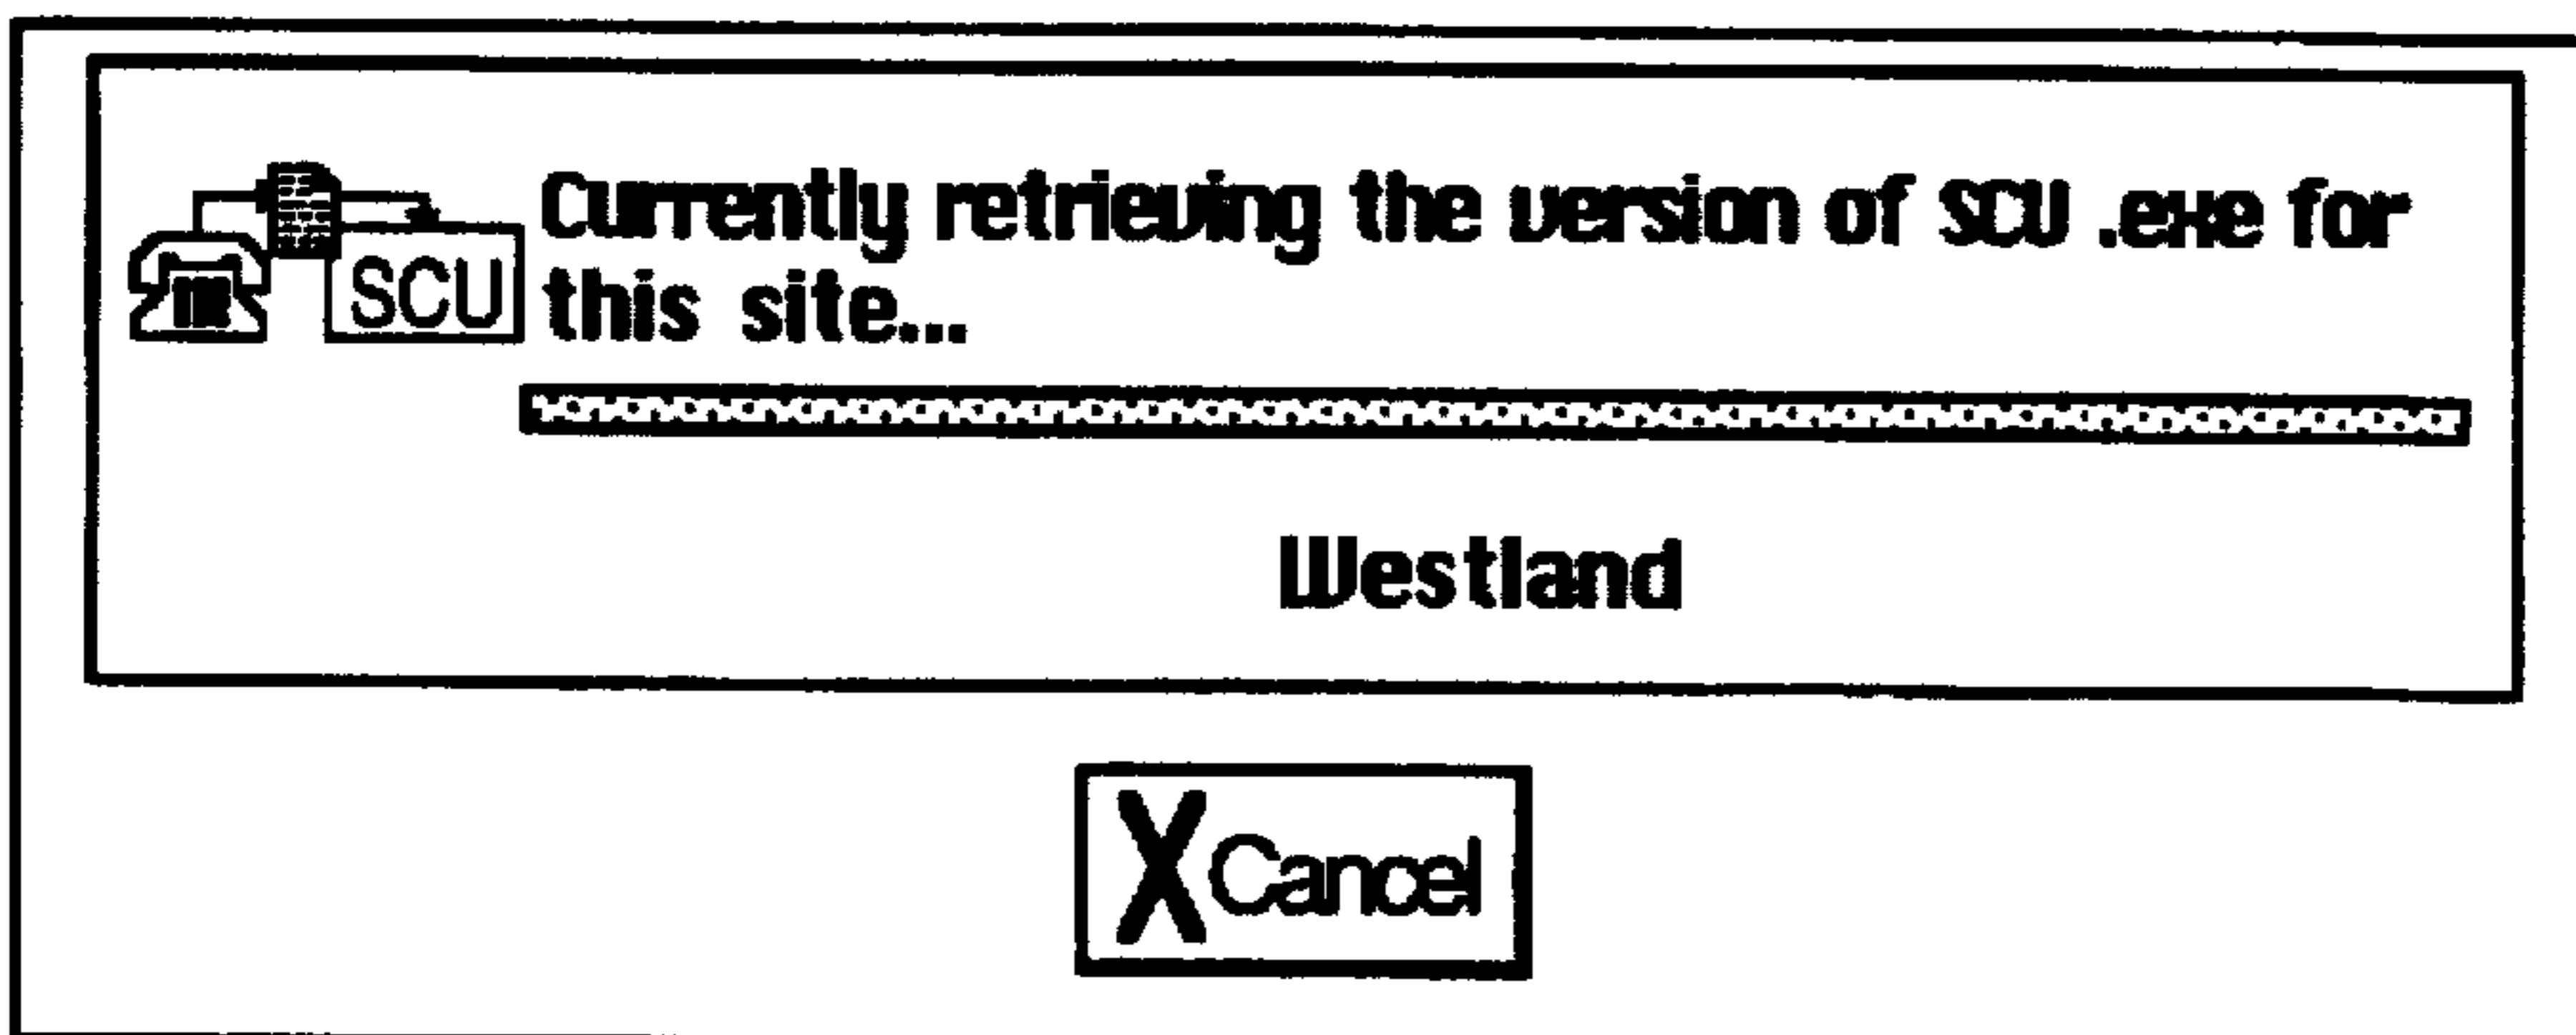 Currently retrieving the version of SCU .exe for
this site...
SCU
Westland
X Cancel